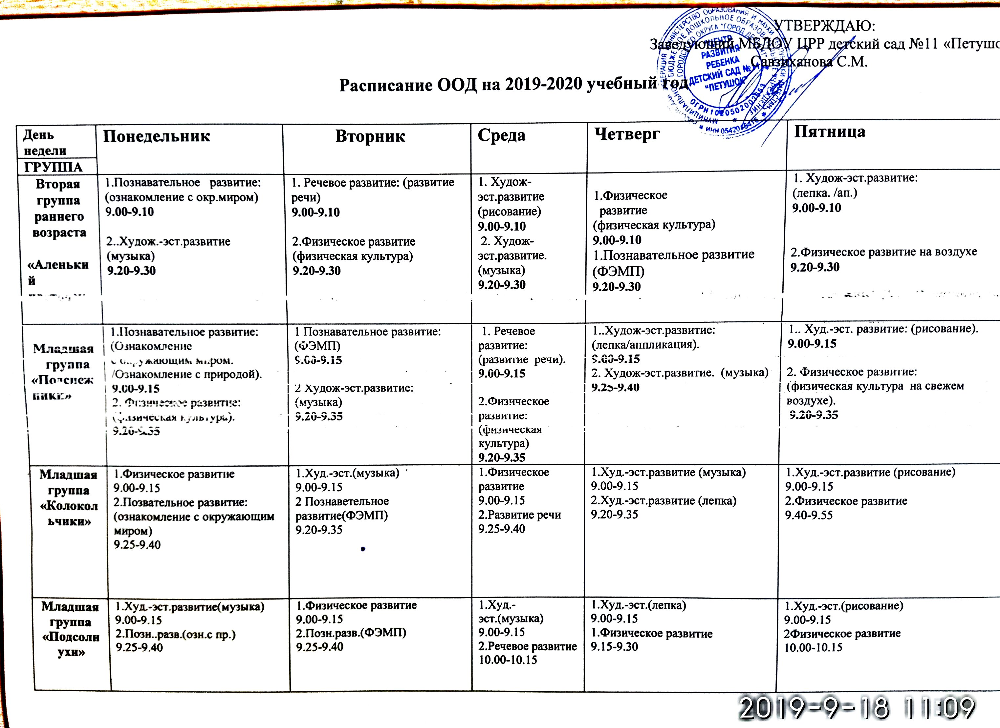 УТВЕРЖДАЮ:
Заведующий МБДОУ ЦРР детский сад №11 «Петушо
Савзиханова С.М.
"ЦЕНТР
РАЗВИТИЯ
РЕБЕНКА
ДЕТСКИЙ САД №11
"ПЕТУШОК"
Расписание ООД на 2019-2020 учебный год
День
недели
ГРУППА
Понедельник
Вторник
Среда
Четверг
Пятница
Вторая
группа
раннего
возраста
«Аленьки
й
1.Познавательное развитие:
(ознакомление с окр.миром)
9.00-9.10
2..Худож.-эст.развитие
(музыка)
9.20-9.30
1. Речевое развитие: (развитие
речи)
9.00-9.10
2.Физическое развитие
(физическая культура)
9.20-9.30
1. Худож-
эст.развитие
(рисование)
9.00-9.10
2. Худож-
эст.развитие.
(музыка)
9.20-9.30
1.Физическое
развитие
(физическая культура)
9.00-9.10
1.Познавательное развитие
(ФЭМП)
9.20-9.30
1. Худож-эст.развитие:
(лепка. /ап.)
9.00-9.10
2.Физическое развитие на воздухе
9.20-9.30
Младшая
группа
«Подснеж
ники»
1.Познавательное развитие:
(Ознакомление
с окружающим миром.
/Ознакомление с природой).
9.00-9.15
2. Физическое развитие:
(физическая культура).
9.20-9.35
1 Познавательное развитие:
(ФЭМП)
9.00-9.15
2 Худож-эст.развитие:
(музыка)
9.20-9.35
1. Речевое
развитие:
(развитие речи).
9.00-9.15
2.Физическое
развитие:
(физическая
культура)
9.20-9.35
1..Худож-эст.развитие:
(лепка/аппликация).
9.00-9.15
2. Худож-эст.развитие. (музыка)
9.25-9.40
1.. Худ.-эст. развитие: (рисование).
9.00-9.15
2. Физическое развитие:
(физическая культура на свежем
воздухе).
9.20-9.35
Младшая
группа
«Колокол
ьчики»
1.Физическое развитие
9.00-9.15
2.Позвательное развитие:
(ознакомление с окружающим
миром)
9.25-9.40
1.Худ.-эст.(музыка)
9.00-9.15
2 Познаветельное
развитие(ФЭМП)
9.20-9.35
1.Физическое
развитие
9.00-9.15
2.Развитие речи
9.25-9.40
1.Худ.-эст.развитие (музыка)
9.00-9.15
2.Худ.-эст.развитие (лепка)
9.20-9.35
1.Худ.-эст.развитие (рисование)
9.00-9.15
2.Физическое развитие
9.40-9.55
Младшая
группа
«Подсолн
ухи»
1.Худ.-эст.развитие(музыка)
9.00-9.15
2.Позн..разв.(озн.с пр.)
9.25-9.40
1.Физическое развитие
9.00-9.15
2.Позн.разв.(ФЭМП)
9.25-9.40
1.Худ.-
эст.(музыка)
9.00-9.15
2.Речевое развитие
10.00-10.15
1.Худ.-эст.(лепка)
9.00-9.15
1.Физическое развитие
9.15-9.30
1.Худ.-эст.(рисование)
9.00-9.15
2Физическое развитие
10.00-10.15
2019-9-18 11:09